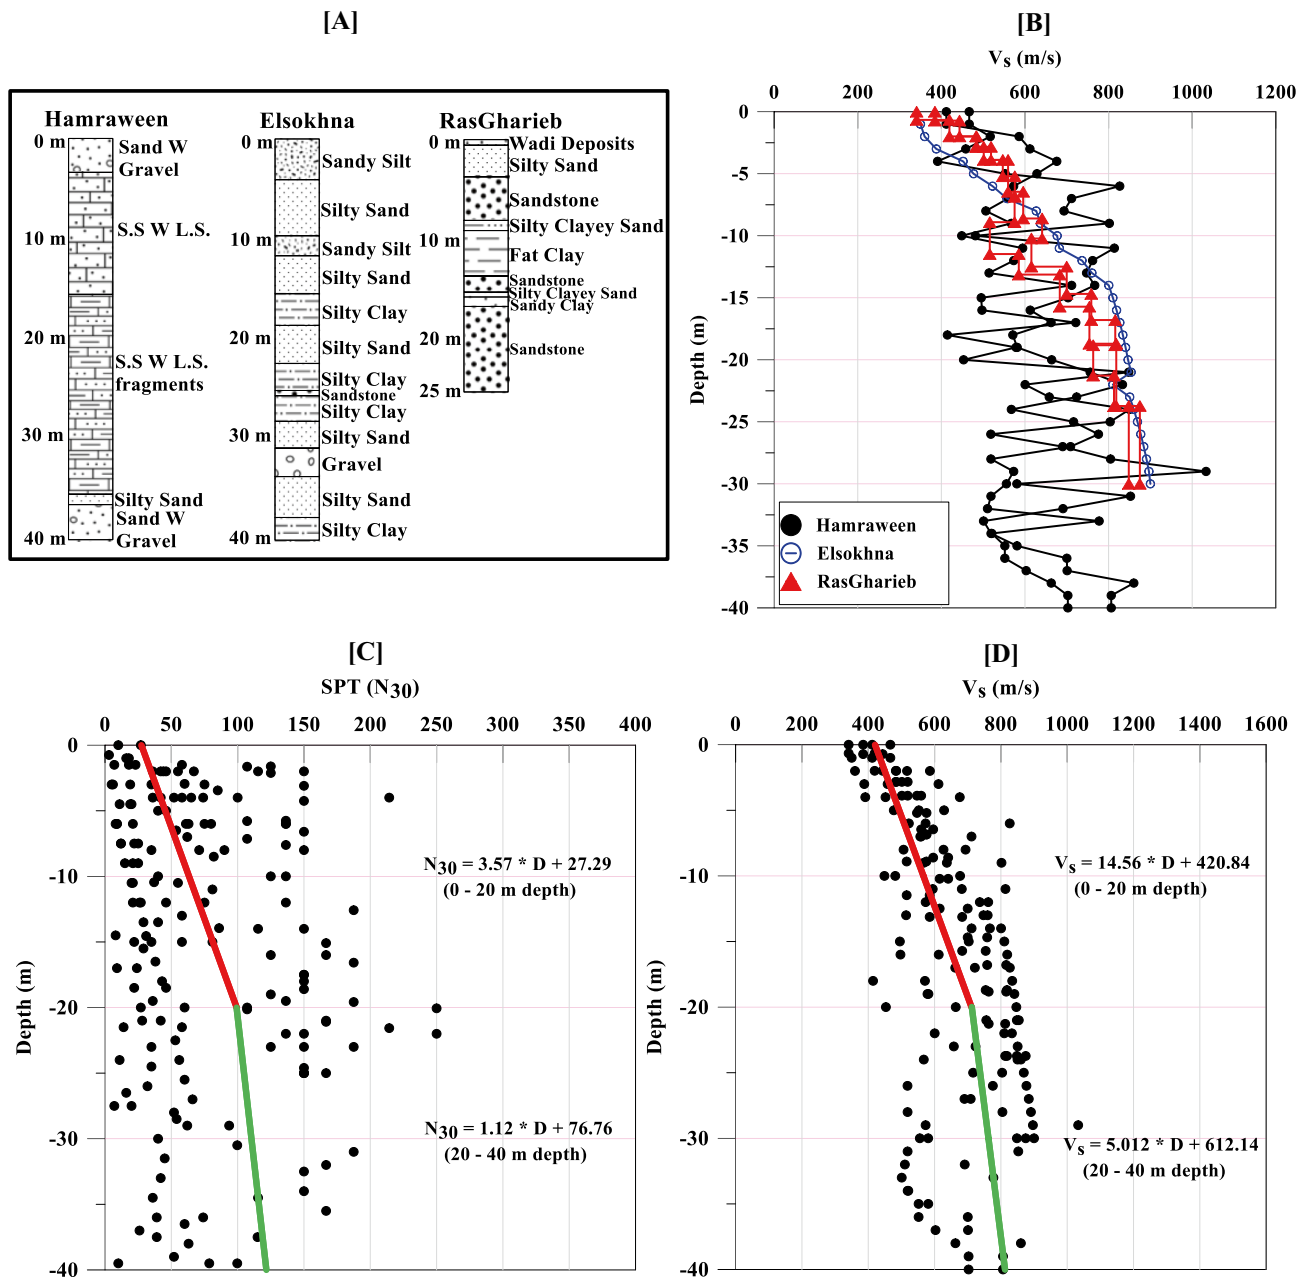 [A]
Hamraween
0 m
Sand W
Gravel
10 m
S.S W L.S.
20 m
S.S W L.S.
fragments
30 m
Silty Sand
Sand W
Gravel
40 m
Elsokhna
0 m
Sandy Silt
Silty Sand
10 m
Sandy Silt
Silty Sand
Silty Clay
20 m
Silty Sand
Silty Clay
Sandstone
Silty Clay
30 m
Silty Sand
Gravel
Silty Sand
Silty Clay
40 m
RasGharieb
0 m
Wadi Deposits
Silty Sand
Sandstone
Silty Clayey Sand
10 m
Fat Clay
Sandstone
Silty Clayey Sand
Sandy Clay
20 m
Sandstone
25 m
[B]
Vs (m/s)
0 200 400 600 800 1000 1200
0
-5
-10
-15
-20
-25
-30
-35
-40
Depth (m)
Hamraween
Elsokhna
RasGharieb
[C]
SPT (N30)
0 50 100 150 200 250 300 350 400
0
-10
-20
-30
-40
Depth (m)
N30 = 3.57 * D + 27.29
(0 - 20 m depth)
N30 = 1.12 * D + 76.76
(20 - 40 m depth)
[D]
Vs (m/s)
0 200 400 600 800 1000 1200 1400 1600
0
-10
-20
-30
-40
Depth (m)
Vs = 14.56 * D + 420.84
(0 - 20 m depth)
Vs = 5.012 * D + 612.14
(20 - 40 m depth)